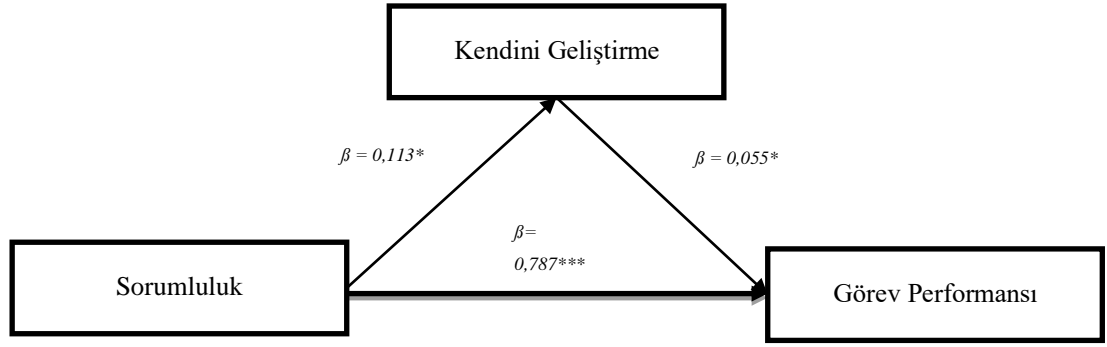 Kendini Geliştirme
β = 0,113*
β = 0,055*
β=
0,787***
Sorumluluk
Görev Performansı